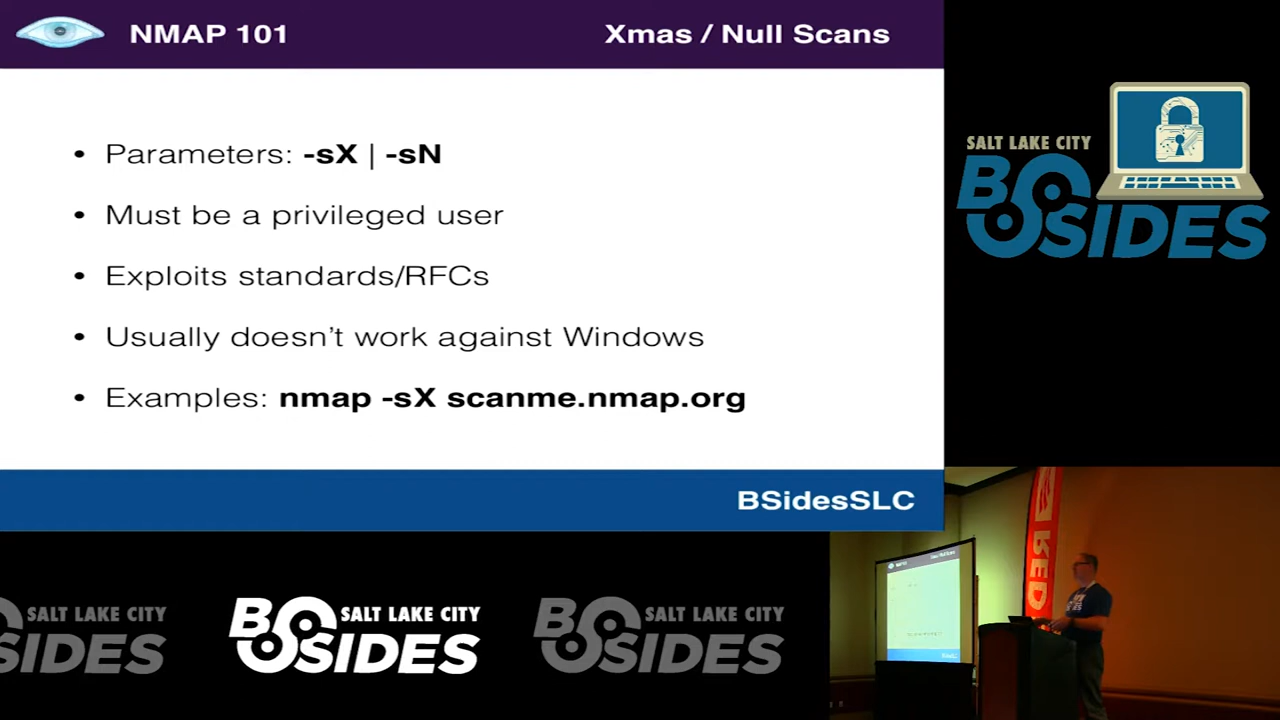 NMAP 101
Xmas / Null Scans
• Parameters: -sX | -sN
• Must be a privileged user
• Exploits standards/RFCs
• Usually doesn’t work against Windows
• Examples: nmap -sX scanme.nmap.org
BSidesSLC
SALT LAKE CITY
BSIDES
RED
SALT LAKE CITY
SIDES
SALT LAKE CITY
BSIDES
SALT LAKE CITY
BSIDES